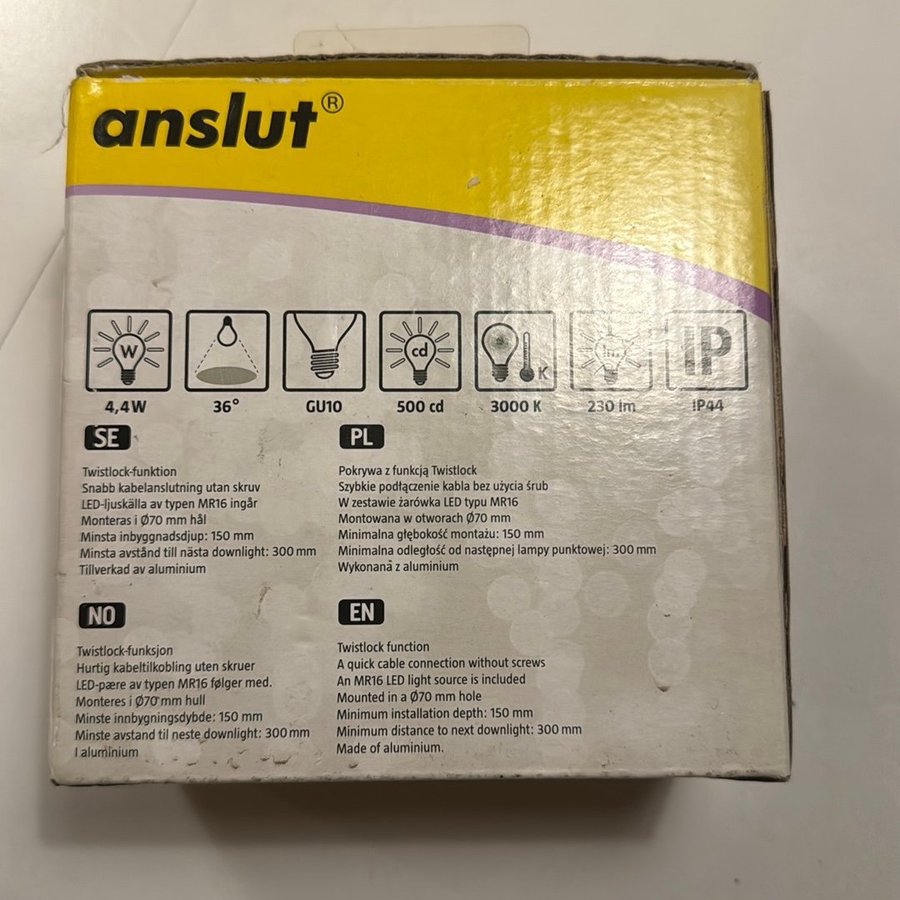 anslut®
W
cd
K
lm
IP
4,4W
36°
GU10
500 cd
3000 K
230 lm
IP44
SE
Twistlock-funktion
Snabb kabelanslutning utan skruv
LED-ljuskälla av typen MR16 ingår
Monteras i Ø70 mm hål
Minsta inbyggnadsdjup: 150 mm
Minsta avstånd till nästa downlight: 300 mm
Tillverkad av aluminium
PL
Pokrywa z funkcją Twistlock
Szybkie podłączenie kabla bez użycia śrub
W zestawie żarówka LED typu MR16
Montowana w otworach Ø70 mm
Minimalna głębokość montażu: 150 mm
Minimalna odległość od następnej lampy punktowej: 300 mm
Wykonana z aluminium
NO
Twistlock-funksjon
Hurtig kabeltilkobling uten skruer
LED-pære av typen MR16 følger med.
Monteres i Ø70 mm hull
Minste innbygningsdybde: 150 mm
Minste avstand til neste downlight: 300 mm
I aluminium
EN
Twistlock function
A quick cable connection without screws
An MR16 LED light source is included
Mounted in a Ø70 mm hole
Minimum installation depth: 150 mm
Minimum distance to next downlight: 300 mm
Made of aluminium.